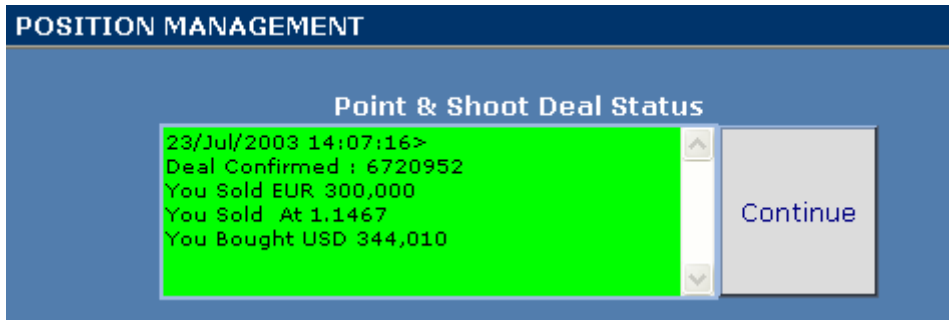 POSITION MANAGEMENT
Point & Shoot Deal Status
23/Jul/2003 14:07:16>
Deal Confirmed : 6720952
You Sold EUR 300,000
You Sold  At 1.1467
You Bought USD 344,010
Continue